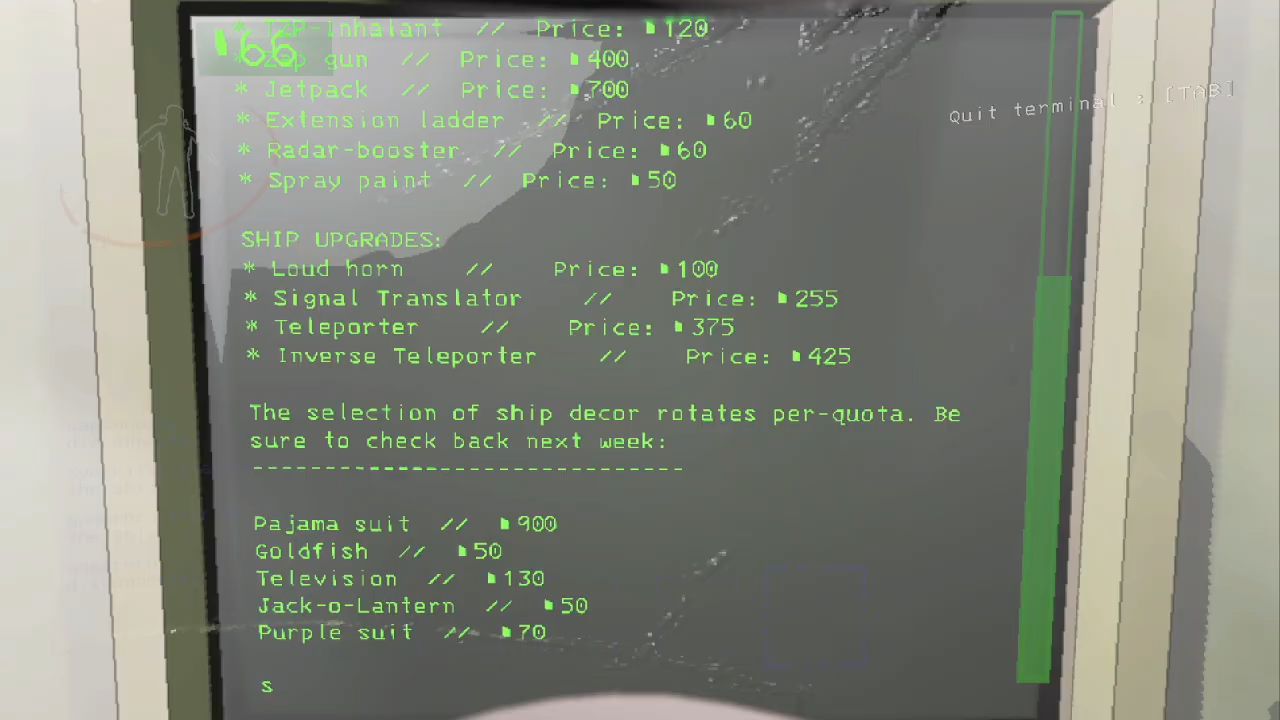 * TZP-Inhalant // Price: ▮120
▮66
* Zap gun // Price: ▮400
* Jetpack // Price: ▮700
Quit terminal : [TAB]
* Extension ladder // Price: ▮60
* Radar-booster // Price: ▮60
* Spray paint // Price: ▮50
SHIP UPGRADES:
* Loud horn // Price: ▮100
* Signal Translator // Price: ▮255
* Teleporter // Price: ▮375
* Inverse Teleporter // Price: ▮425
The selection of ship decor rotates per-quota. Be
sure to check back next week:
------------------------------
Pajama suit // ▮900
Goldfish // ▮50
Television // ▮130
Jack-o-Lantern // ▮50
Purple suit // ▮70
s